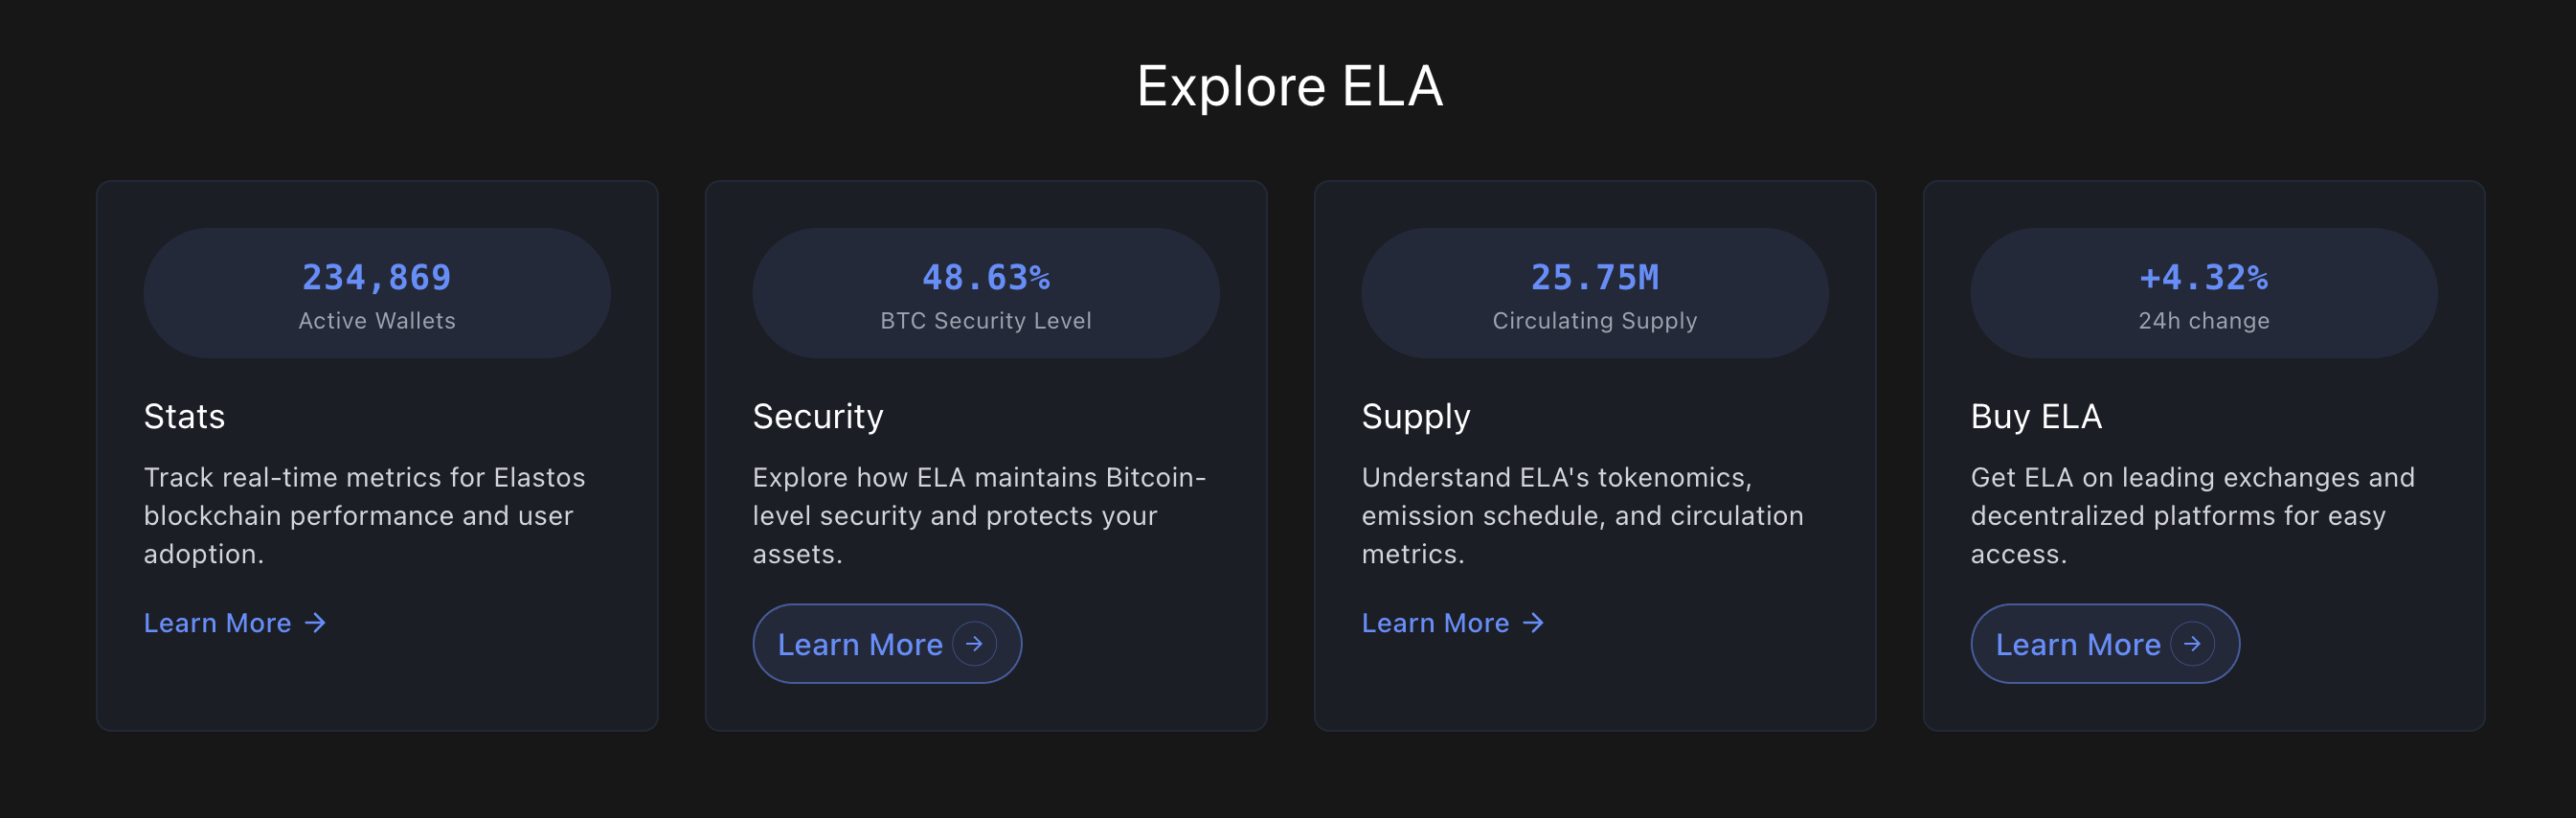 Explore ELA
234,869
Active Wallets
Stats
Track real-time metrics for Elastos
blockchain performance and user
adoption.
Learn More →
48.63%
BTC Security Level
Security
Explore how ELA maintains Bitcoin-
level security and protects your
assets.
Learn More →
25.75M
Circulating Supply
Supply
Understand ELA's tokenomics,
emission schedule, and circulation
metrics.
Learn More →
+4.32%
24h change
Buy ELA
Get ELA on leading exchanges and
decentralized platforms for easy
access.
Learn More →